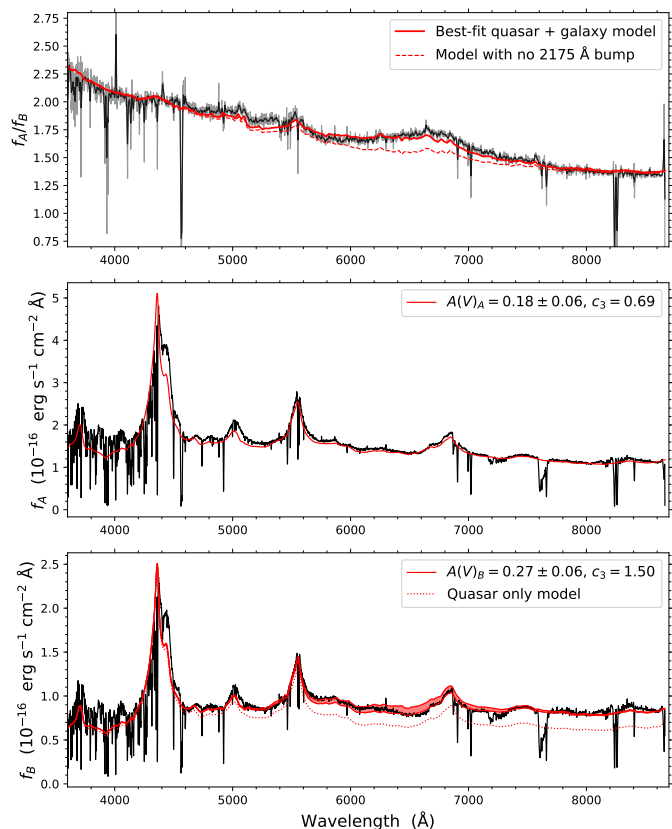 2.75
2.50
2.25
2.00
1.75
1.50
1.25
1.00
0.75
f_A/f_B
Best-fit quasar + galaxy model
Model with no 2175 Å bump
4000 5000 6000 7000 8000
5
4
3
2
1
0
f_A (10^−16 erg s^−1 cm^−2 Å)
A(V)_A = 0.18 ± 0.06, c_3 = 0.69
4000 5000 6000 7000 8000
2.5
2.0
1.5
1.0
0.5
0.0
f_B (10^−16 erg s^−1 cm^−2 Å)
A(V)_B = 0.27 ± 0.06, c_3 = 1.50
Quasar only model
4000 5000 6000 7000 8000
Wavelength (Å)